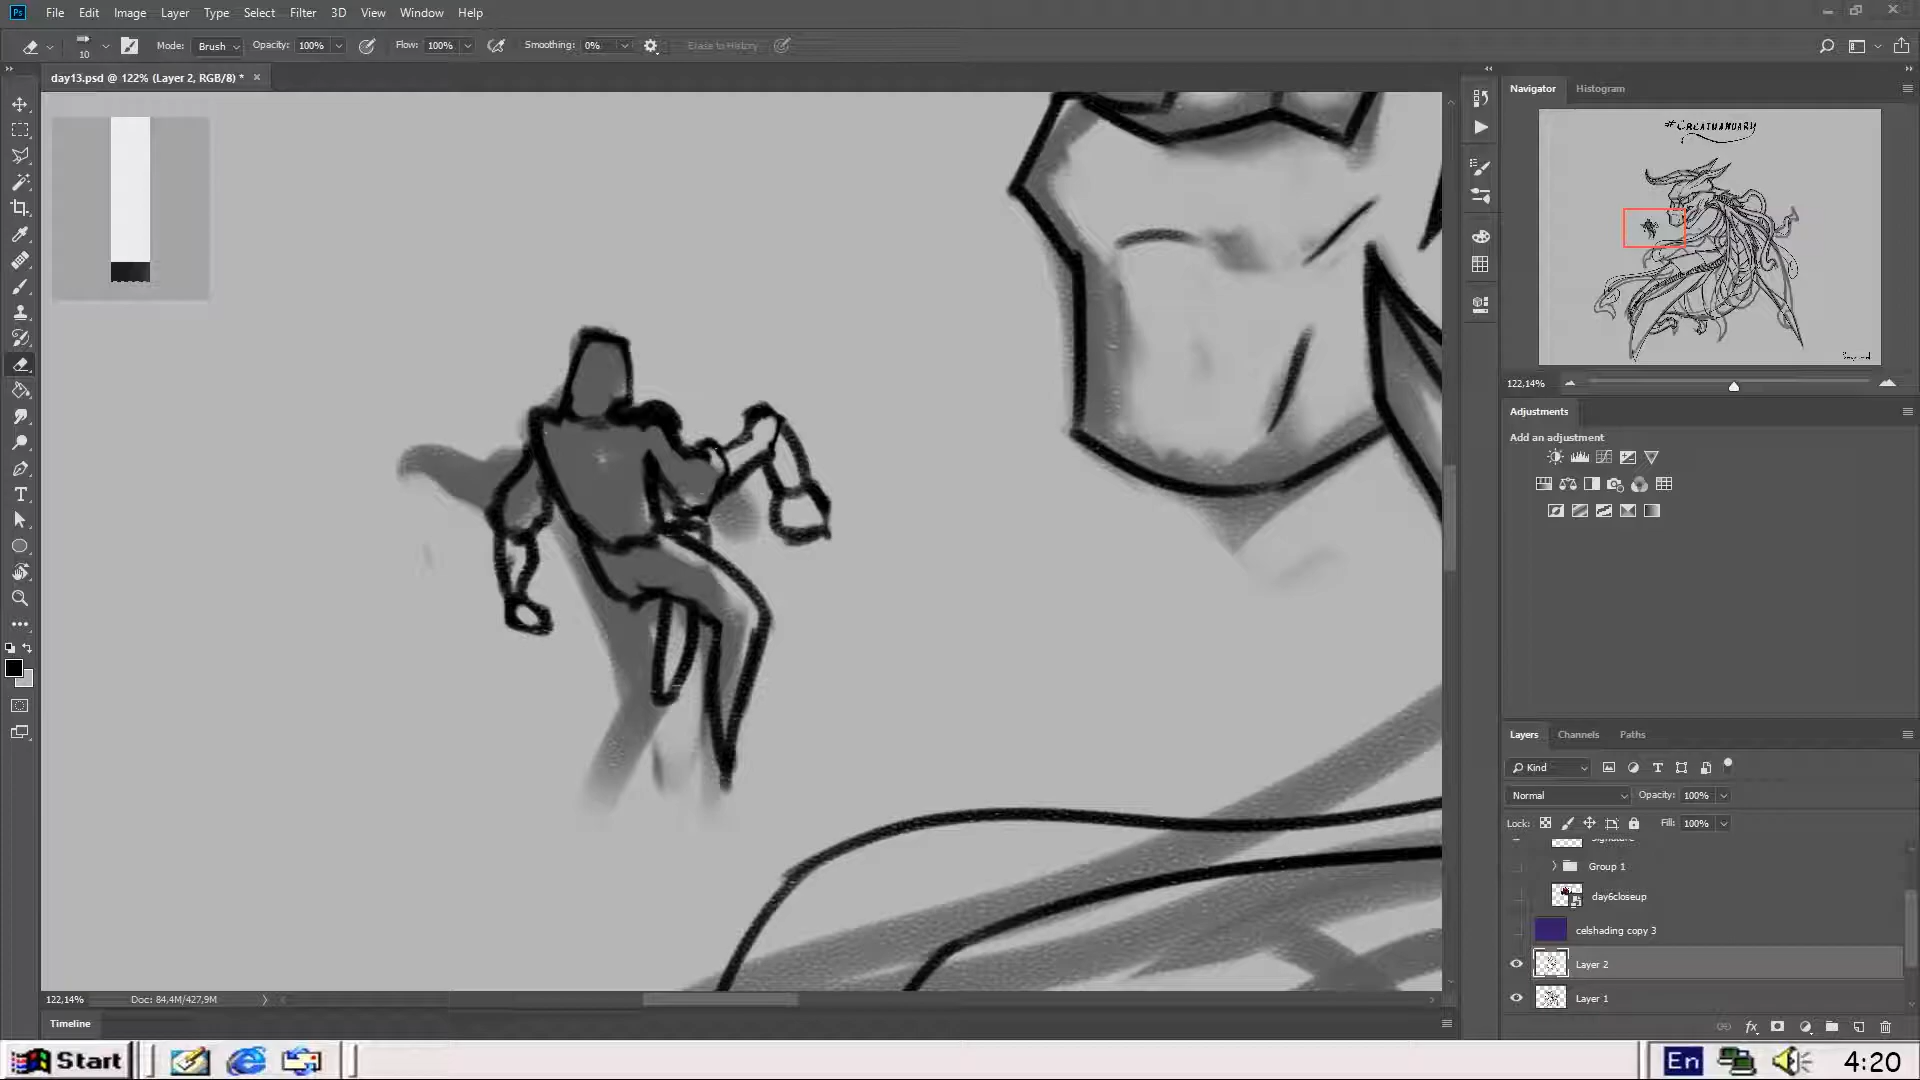 Ps File Edit Image Layer Type Select Filter 3D View Window Help
10 Mode: Brush Opacity: 100% Flow: 100% Smoothing: 0% Erase to History
day13.psd @ 122% (Layer 2, RGB/8) *
Navigator Histogram
122,14%
Adjustments
Add an adjustment
Layers Channels Paths
Kind
Normal Opacity: 100%
Lock: Fill: 100%
Group 1
day6closeup
celshading copy 3
Layer 2
Layer 1
122,14% Doc: 84,4M/427,9M
Timeline
Start En 4:20